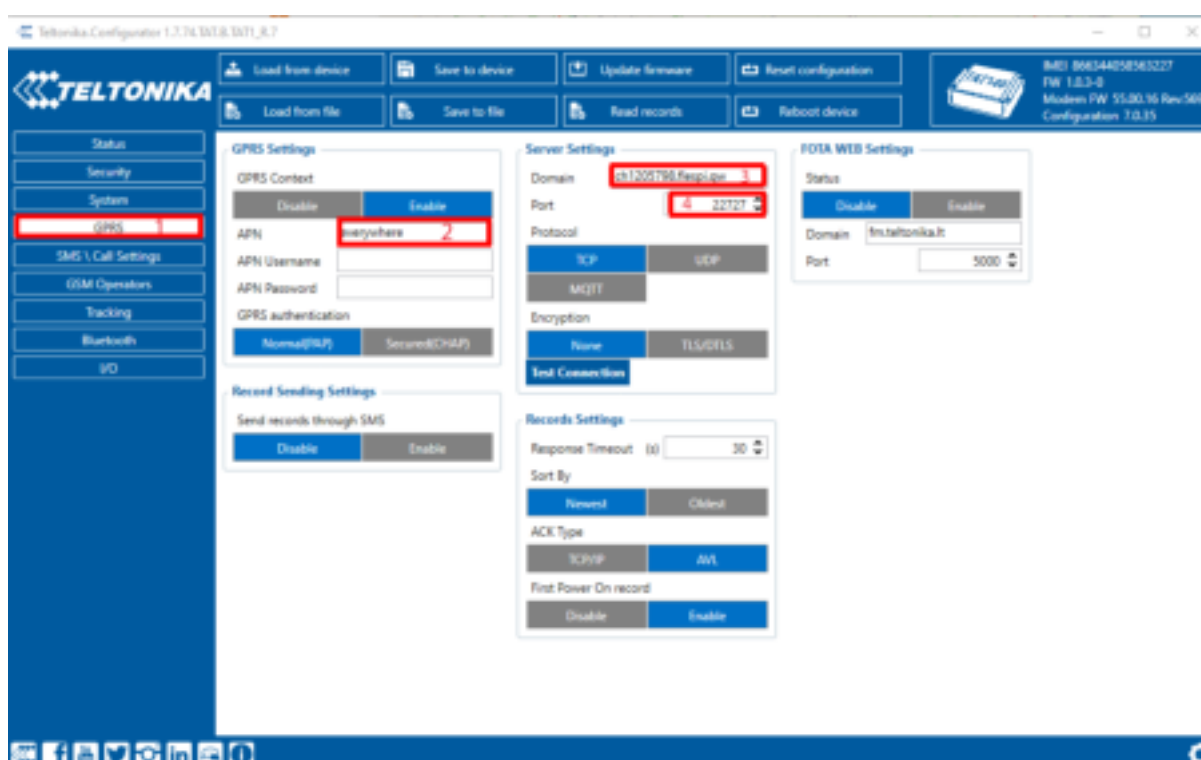 Teltonika.Configurator 1.7.74.TAT.B.TAT1_R.7
TELTONIKA
Load from device
Save to device
Update firmware
Reset configuration
Load from file
Save to file
Read records
Reboot device
FW 1.0.3-0
Configuration 7.0.35
Status
Security
System
GPRS 1
SMS \ Call Settings
GSM Operators
Tracking
Bluetooth
I/O
GPRS Settings
GPRS Context
Disable Enable
APN everywhere 2
APN Username
APN Password
GPRS authentication
Normal(PAP) Secured(CHAP)
Record Sending Settings
Send records through SMS
Disable Enable
Server Settings
Domain ch1205798.flespi.gw 3
Port 4 22727
Protocol
TCP UDP
MQTT
Encryption
None TLS/DTLS
Test Connection
Records Settings
Response Timeout (s) 30
Sort By
Newest Oldest
ACK Type
TCP/IP AVL
First Power On record
Disable Enable
FOTA WEB Settings
Status
Disable Enable
Domain fm.teltonika.lt
Port 5000